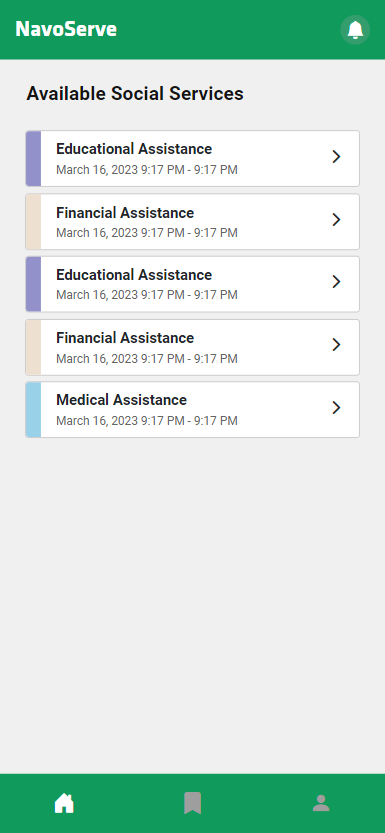 NavoServe
Available Social Services
Educational Assistance
March 16, 2023 9:17 PM - 9:17 PM
Financial Assistance
March 16, 2023 9:17 PM - 9:17 PM
Educational Assistance
March 16, 2023 9:17 PM - 9:17 PM
Financial Assistance
March 16, 2023 9:17 PM - 9:17 PM
Medical Assistance
March 16, 2023 9:17 PM - 9:17 PM